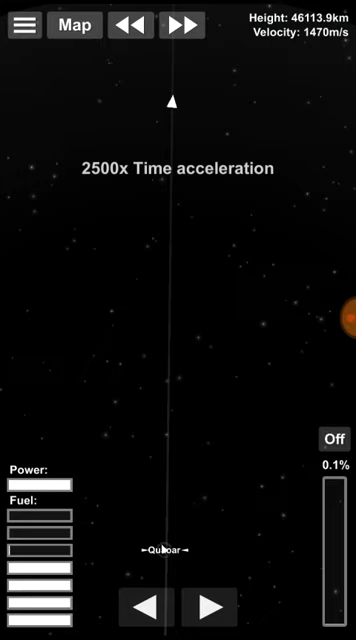 Map
Height: 46113.9km
Velocity: 1470m/s
2500x Time acceleration
Off
0.1%
Power:
Fuel: